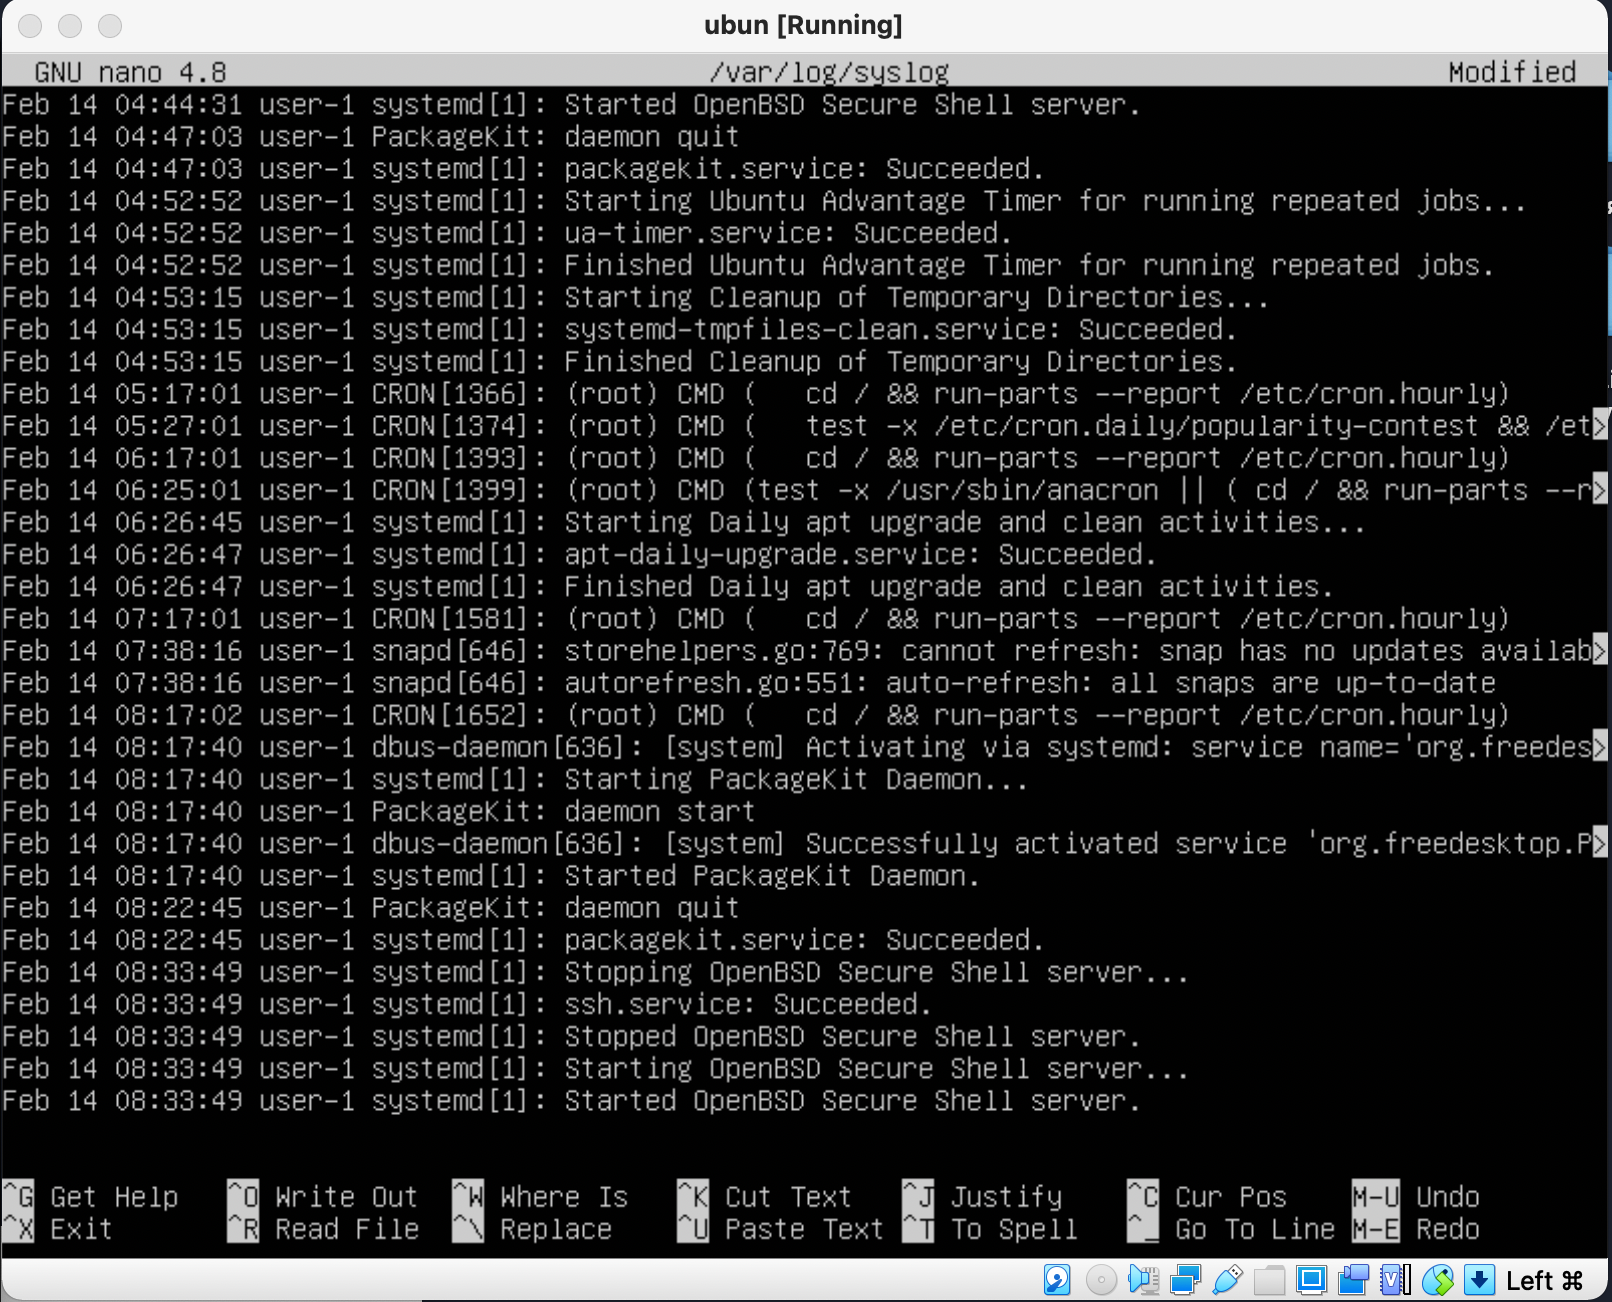 ubun [Running]
GNU nano 4.8 /var/log/syslog Modified
Feb 14 04:44:31 user-1 systemd[1]: Started OpenBSD Secure Shell server.
Feb 14 04:47:03 user-1 PackageKit: daemon quit
Feb 14 04:47:03 user-1 systemd[1]: packagekit.service: Succeeded.
Feb 14 04:52:52 user-1 systemd[1]: Starting Ubuntu Advantage Timer for running repeated jobs...
Feb 14 04:52:52 user-1 systemd[1]: ua-timer.service: Succeeded.
Feb 14 04:52:52 user-1 systemd[1]: Finished Ubuntu Advantage Timer for running repeated jobs.
Feb 14 04:53:15 user-1 systemd[1]: Starting Cleanup of Temporary Directories...
Feb 14 04:53:15 user-1 systemd[1]: systemd-tmpfiles-clean.service: Succeeded.
Feb 14 04:53:15 user-1 systemd[1]: Finished Cleanup of Temporary Directories.
Feb 14 05:17:01 user-1 CRON[1366]: (root) CMD (   cd / && run-parts --report /etc/cron.hourly)
Feb 14 05:27:01 user-1 CRON[1374]: (root) CMD (   test -x /etc/cron.daily/popularity-contest && /et>
Feb 14 06:17:01 user-1 CRON[1393]: (root) CMD (   cd / && run-parts --report /etc/cron.hourly)
Feb 14 06:25:01 user-1 CRON[1399]: (root) CMD (test -x /usr/sbin/anacron || ( cd / && run-parts --r>
Feb 14 06:26:45 user-1 systemd[1]: Starting Daily apt upgrade and clean activities...
Feb 14 06:26:47 user-1 systemd[1]: apt-daily-upgrade.service: Succeeded.
Feb 14 06:26:47 user-1 systemd[1]: Finished Daily apt upgrade and clean activities.
Feb 14 07:17:01 user-1 CRON[1581]: (root) CMD (   cd / && run-parts --report /etc/cron.hourly)
Feb 14 07:38:16 user-1 snapd[646]: storehelpers.go:769: cannot refresh: snap has no updates availab>
Feb 14 07:38:16 user-1 snapd[646]: autorefresh.go:551: auto-refresh: all snaps are up-to-date
Feb 14 08:17:02 user-1 CRON[1652]: (root) CMD (   cd / && run-parts --report /etc/cron.hourly)
Feb 14 08:17:40 user-1 dbus-daemon[636]: [system] Activating via systemd: service name='org.freedes>
Feb 14 08:17:40 user-1 systemd[1]: Starting PackageKit Daemon...
Feb 14 08:17:40 user-1 PackageKit: daemon start
Feb 14 08:17:40 user-1 dbus-daemon[636]: [system] Successfully activated service 'org.freedesktop.P>
Feb 14 08:17:40 user-1 systemd[1]: Started PackageKit Daemon.
Feb 14 08:22:45 user-1 PackageKit: daemon quit
Feb 14 08:22:45 user-1 systemd[1]: packagekit.service: Succeeded.
Feb 14 08:33:49 user-1 systemd[1]: Stopping OpenBSD Secure Shell server...
Feb 14 08:33:49 user-1 systemd[1]: ssh.service: Succeeded.
Feb 14 08:33:49 user-1 systemd[1]: Stopped OpenBSD Secure Shell server.
Feb 14 08:33:49 user-1 systemd[1]: Starting OpenBSD Secure Shell server...
Feb 14 08:33:49 user-1 systemd[1]: Started OpenBSD Secure Shell server.
^G Get Help ^O Write Out ^W Where Is ^K Cut Text ^J Justify ^C Cur Pos M-U Undo
^X Exit ^R Read File ^\ Replace ^U Paste Text ^T To Spell ^_ Go To Line M-E Redo
Left ⌘